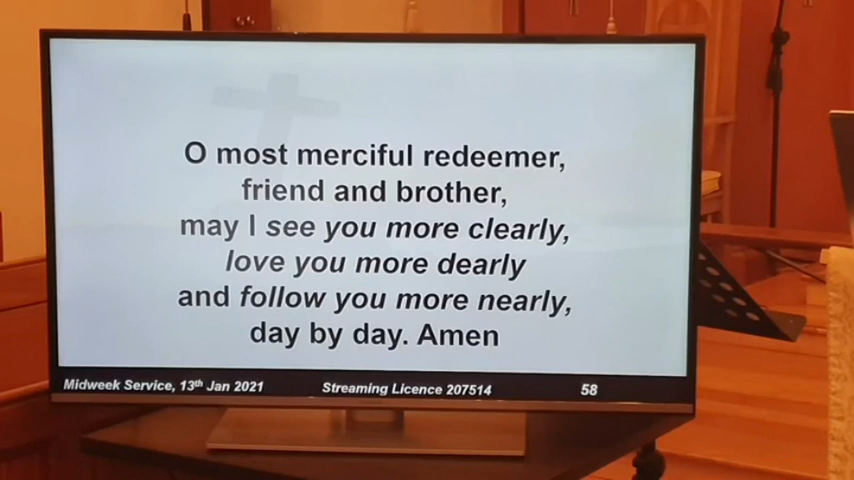 O most merciful redeemer,
friend and brother,
may I see you more clearly,
love you more dearly
and follow you more nearly,
day by day. Amen
Midweek Service, 13th Jan 2021 Streaming Licence 207514 58